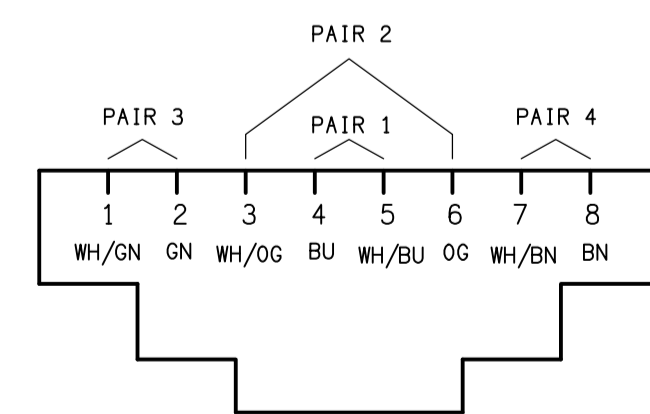 PAIR 2
PAIR 3 PAIR 1 PAIR 4
1 2 3 4 5 6 7 8
WH/GN GN WH/OG BU WH/BU OG WH/BN BN